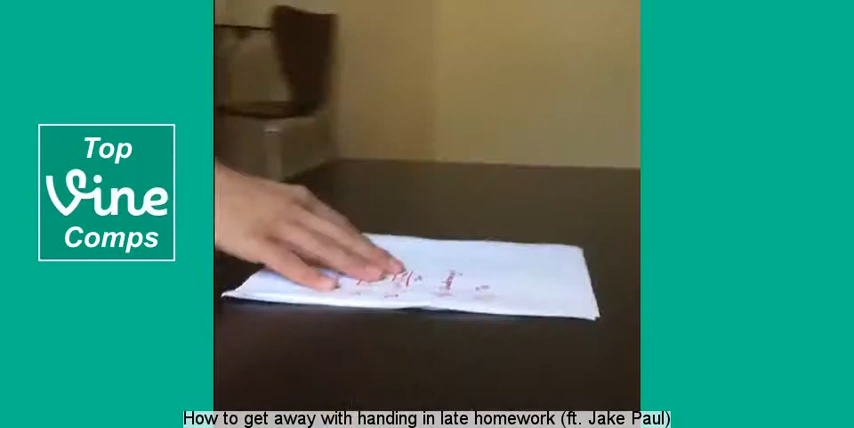 Top
Vine
Comps
How to get away with handing in late homework (ft. Jake Paul)